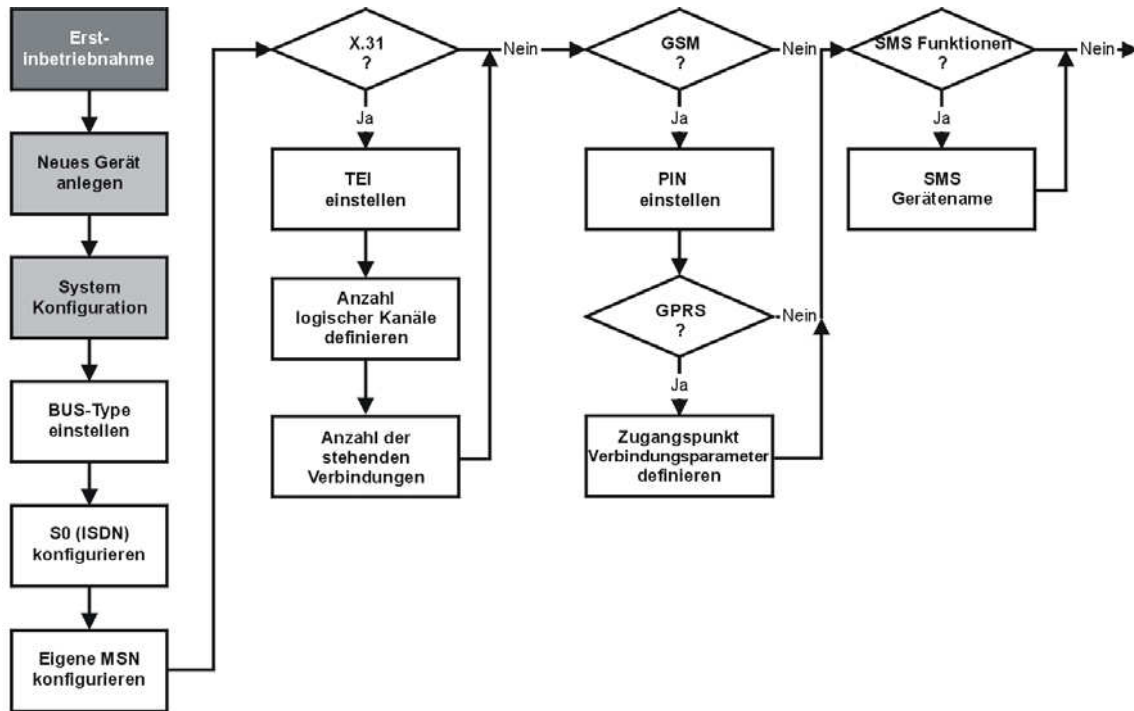 Erst-
inbetriebnahme
Neues Gerät
anlegen
System
Konfiguration
BUS-Type
einstellen
S0 (ISDN)
konfigurieren
Eigene MSN
konfigurieren
X.31
?
Nein
Ja
TEI
einstellen
Anzahl
logischer Kanäle
definieren
Anzahl der
stehenden
Verbindungen
GSM
?
Nein
Ja
PIN
einstellen
GPRS
?
Nein
Ja
Zugangspunkt
Verbindungsparameter
definieren
SMS Funktionen
?
Nein
Ja
SMS
Gerätename